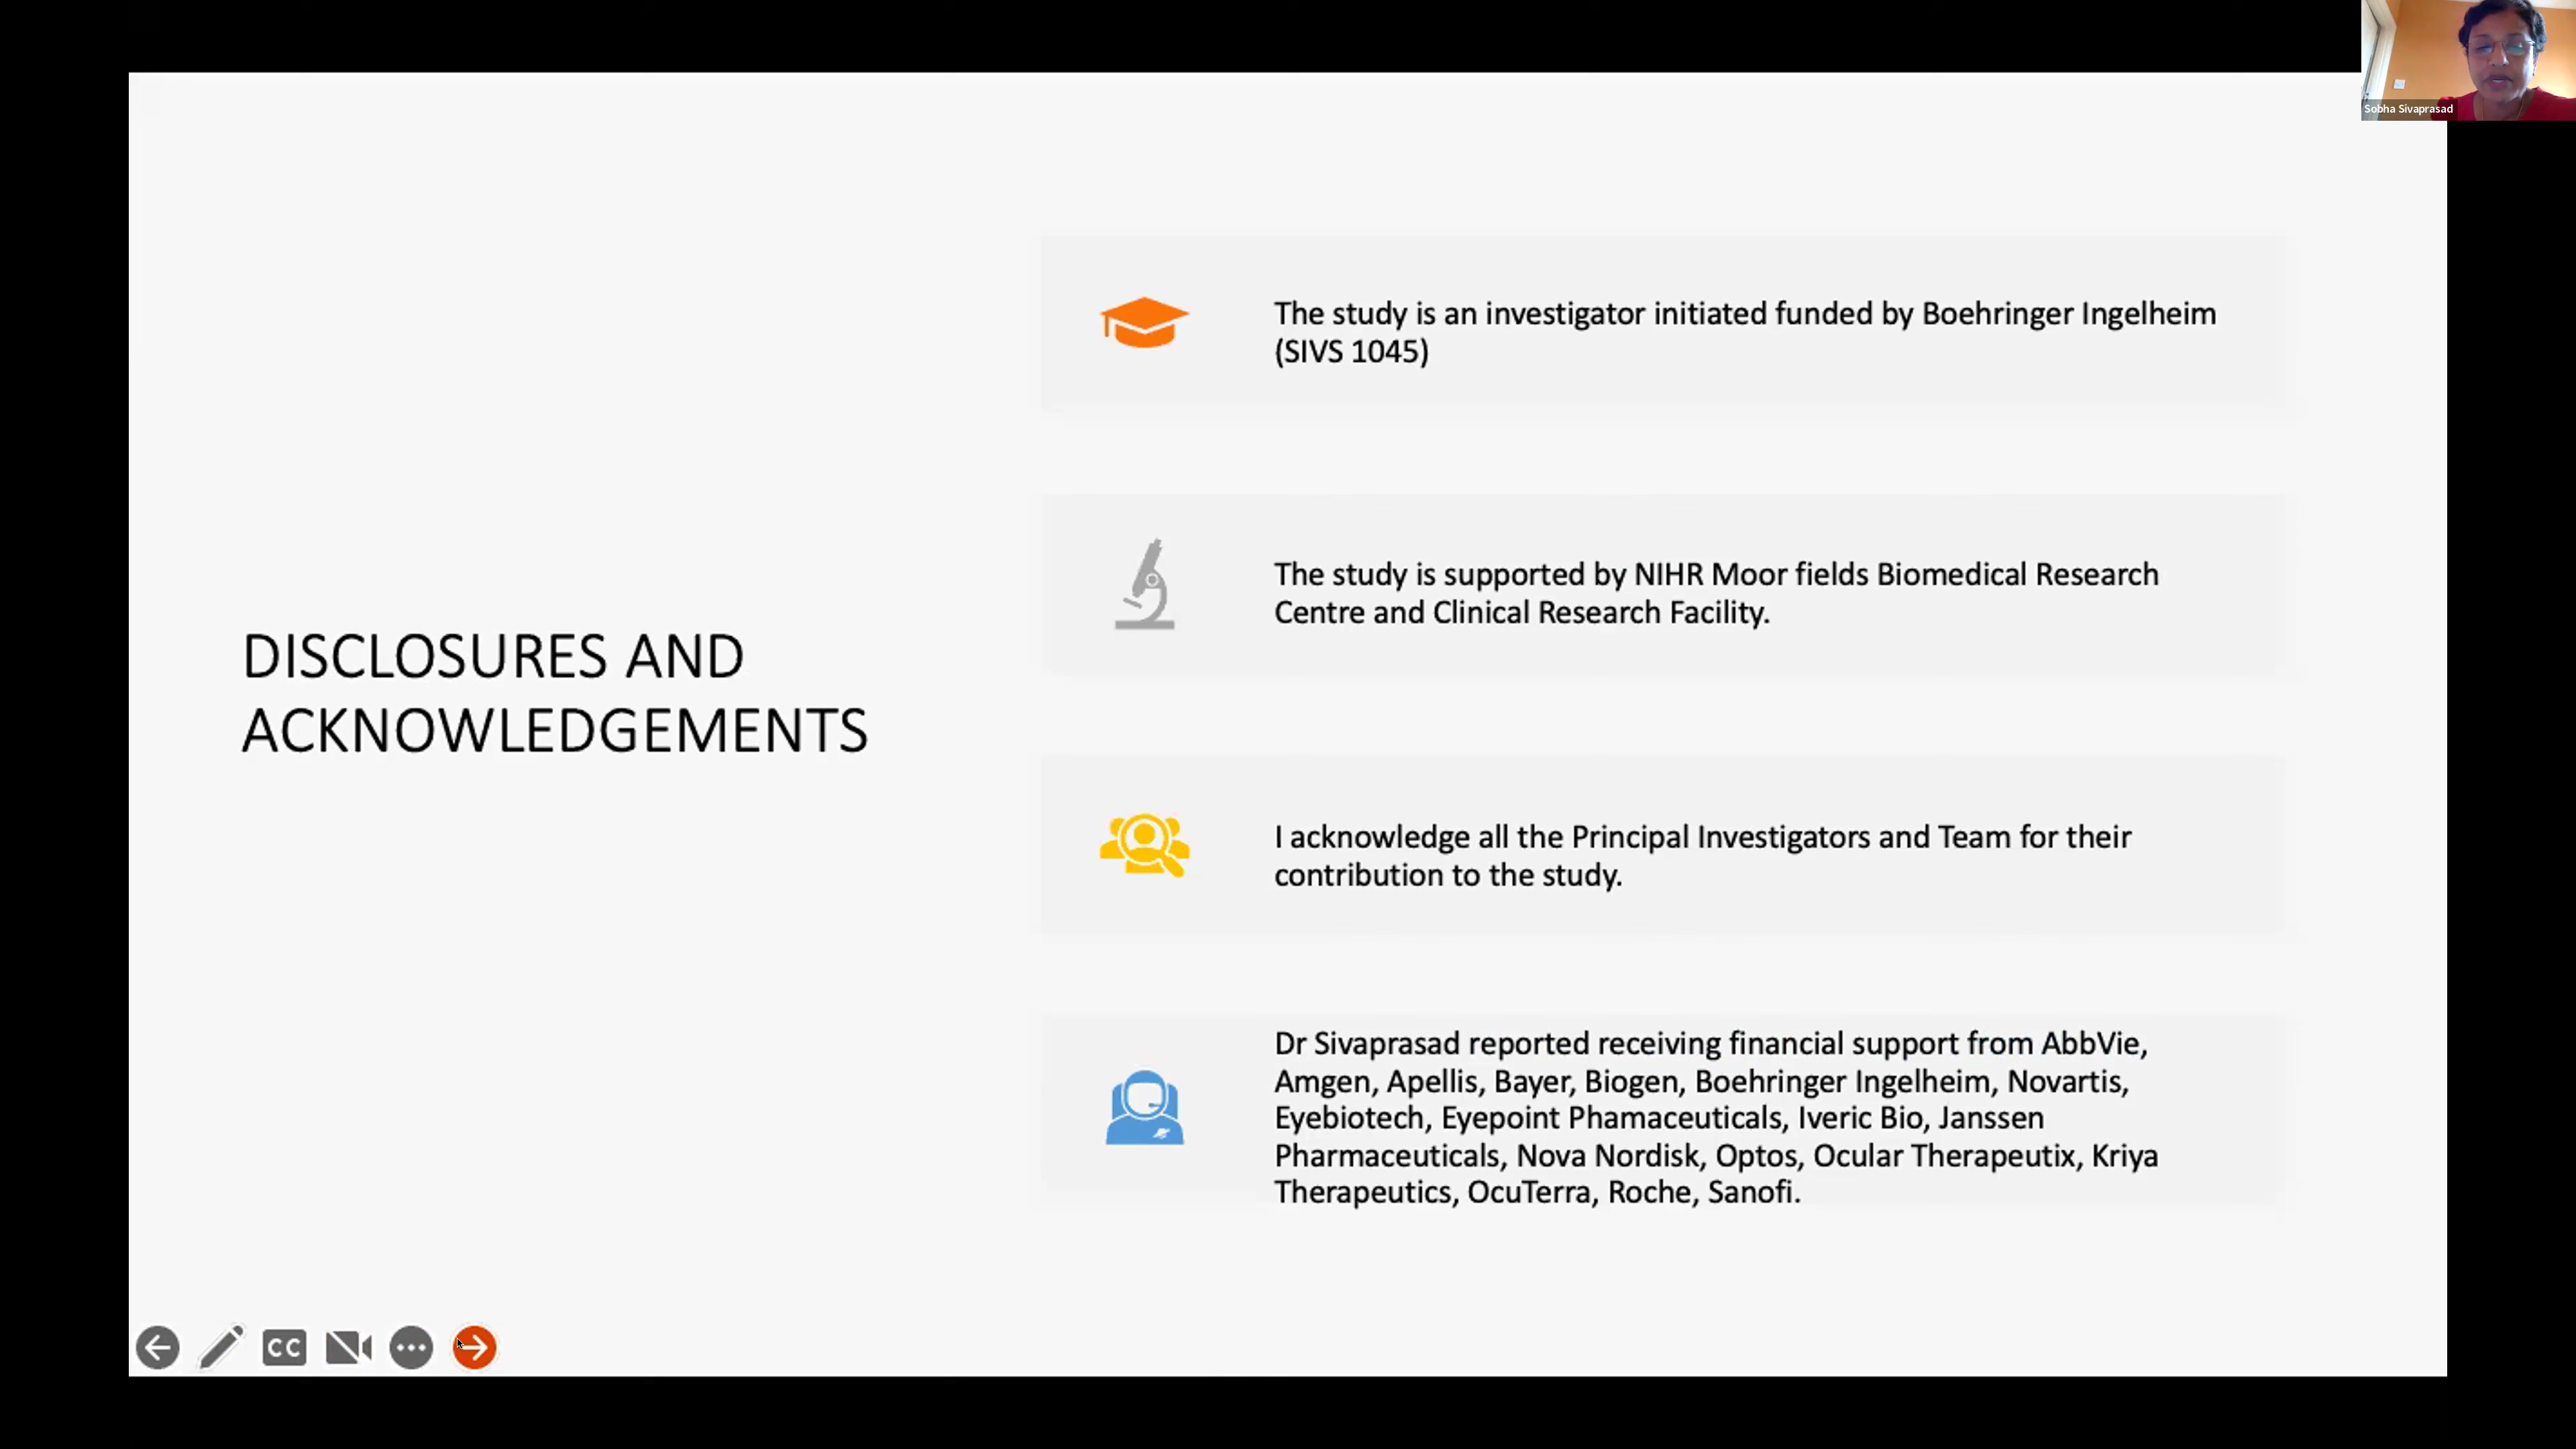 Sobha Sivaprasad
DISCLOSURES AND
ACKNOWLEDGEMENTS
The study is an investigator initiated funded by Boehringer Ingelheim
(SIVS 1045)
The study is supported by NIHR Moor fields Biomedical Research
Centre and Clinical Research Facility.
I acknowledge all the Principal Investigators and Team for their
contribution to the study.
Dr Sivaprasad reported receiving financial support from AbbVie,
Amgen, Apellis, Bayer, Biogen, Boehringer Ingelheim, Novartis,
Eyebiotech, Eyepoint Phamaceuticals, Iveric Bio, Janssen
Pharmaceuticals, Nova Nordisk, Optos, Ocular Therapeutix, Kriya
Therapeutics, OcuTerra, Roche, Sanofi.
CC